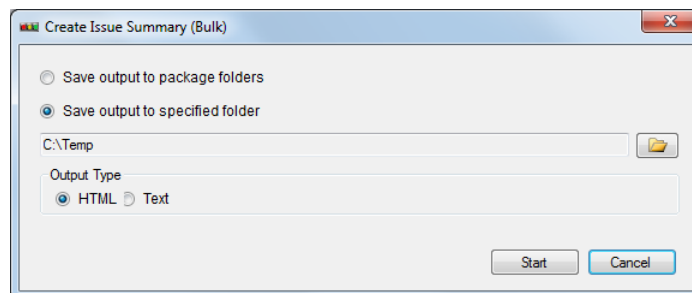 Create Issue Summary (Bulk)
Save output to package folders
Save output to specified folder
C:\Temp
Output Type
HTML Text
Start Cancel